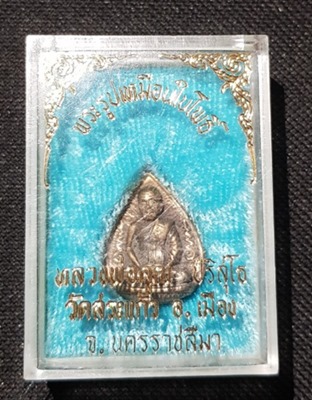 พระรูปเหมือนใบโพธิ์
หลวงพ่อคูณ ปริสุทโธ
วัดสระแก้ว อ.เมือง
จ.นครราชสีมา